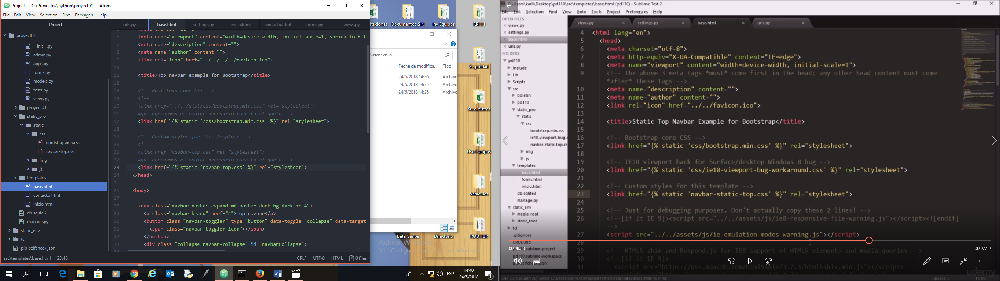 Project — C:\Proyectos\python\proyect01 — Atom
File Edit View Selection Find Packages Help
Project
proyect01
__init__.py
admin.py
apps.py
forms.py
models.py
tests.py
views.py
proyect01
static_pro
static
css
bootstrap.min.css
navbar-top.css
img
js
templates
base.html
contacto.html
inicio.html
db.sqlite3
manage.py
static_env
tcl
pip-selfcheck.json
urls.py base.html settings.py inicio.html contacto.html forms.py views.py
6 <meta name="viewport" content="width=device-width, initial-scale=1, shrink-to-fit
7 <meta name="description" content="">
8 <meta name="author" content="">
9 <link rel="icon" href="../../../../favicon.ico">
10
11 <title>Top navbar example for Bootstrap</title>
12
13 <!-- Bootstrap core CSS -->
14 <!--
15 <link href="../../dist/css/bootstrap.min.css" rel="stylesheet">
16 Aqui agregamos el codigo necesario para la etiqueta -->
17 <link href="{% static '/css/bootstrap.min.css' %}" rel="stylesheet">
18
19 <!-- Custom styles for this template -->
20 <!--
21 <link href="navbar-top.css" rel="stylesheet">
22 Aqui agregamos el codigo necesario para la etiqueta -->
23 <link href="{% static 'navbar-top.css' %}" rel="stylesheet">
24 </head>
25
26 <body>
27
28 <nav class="navbar navbar-expand-md navbar-dark bg-dark mb-4">
29 <a class="navbar-brand" href="#">Top navbar</a>
30 <button class="navbar-toggler" type="button" data-toggle="collapse" data-target
31 <span class="navbar-toggler-icon"></span>
32 </button>
33 <div class="collapse navbar-collapse" id="navbarCollapse">
src\templates\base.html 23:46 CRLF UTF-8 HTML 0 files
itaciones Documentos_SIN Inv Equipos RRHH
Buscar en js
Fecha de modifica... Tipo
24/5/2018 14:26 Archivo
24/5/2018 14:25 Archivo
24/5/2018 14:25 Archivo
Seguridad
Suministros
Uso Equipos
Vehículos
Data Center Directorio RODTIUR
Activar Windows
Ve a Configuración para activar Windows
ESP
14:40
24/5/2018
1
C:\Users\karli\Desktop\pd110\src\templates\base.html (pd110) - Sublime Text 2
File Edit Selection Find View Goto Tools Project Preferences Help
OPEN FILES
views.py
settings.py
base.html
urls.py
FOLDERS
pd110
Include
Lib
Scripts
src
boletin
pd110
static_pro
static
css
bootstrap.min.css
ie10-viewport-bug-
navbar-static-top.cs
img
js
templates
base.html
forms.html
inicio.html
db.sqlite3
manage.py
static_env
media_root
static_root
tcl
.gitignore
CRUD.md
pd110.sublime-project
pd110.sublime-workspace
pip-selfcheck.json
views.py settings.py base.html urls.py
4 <html lang="en">
5 <head>
6 <meta charset="utf-8">
7 <meta http-equiv="X-UA-Compatible" content="IE=edge">
8 <meta name="viewport" content="width=device-width, initial-scale=1">
9 <!-- The above 3 meta tags *must* come first in the head; any other head content must come
*after* these tags -->
10 <meta name="description" content="">
11 <meta name="author" content="">
12 <link rel="icon" href="../../favicon.ico">
13
14 <title>Static Top Navbar Example for Bootstrap</title>
15
16 <!-- Bootstrap core CSS -->
17 <link href="{% static 'css/bootstrap.min.css' %}" rel="stylesheet">
18
19 <!-- IE10 viewport hack for Surface/desktop Windows 8 bug -->
20 <link href="{% static 'css/ie10-viewport-bug-workaround.css' %}" rel="stylesheet">
21
22 <!-- Custom styles for this template -->
23 <link href="{% static 'navbar-static-top.css' %}" rel="stylesheet">
24
25 <!-- Just for debugging purposes. Don't actually copy these 2 lines! -->
26 <!--[if lt IE 9]><script src="../../assets/js/ie8-responsive-file-warning.js"></script><![endif]
-->
27 <script src="../../assets/js/ie-emulation-modes-warning.js"></script>
28
29 <!-- HTML5 shim and Respond.js for IE8 support of HTML5 elements and media queries -->
30 <!--[if lt IE 9]>
31 <script src="https://oss.maxcdn.com/html5shiv/3.7.3/html5shiv.min.js"></script>
00:08:30 00:02:50
10 30
udemy
Line 23, Column 28; Saved C:\Users\karli\Desktop\pd110\src\templates\base.html (UTF-8) Spaces: 2 HTML